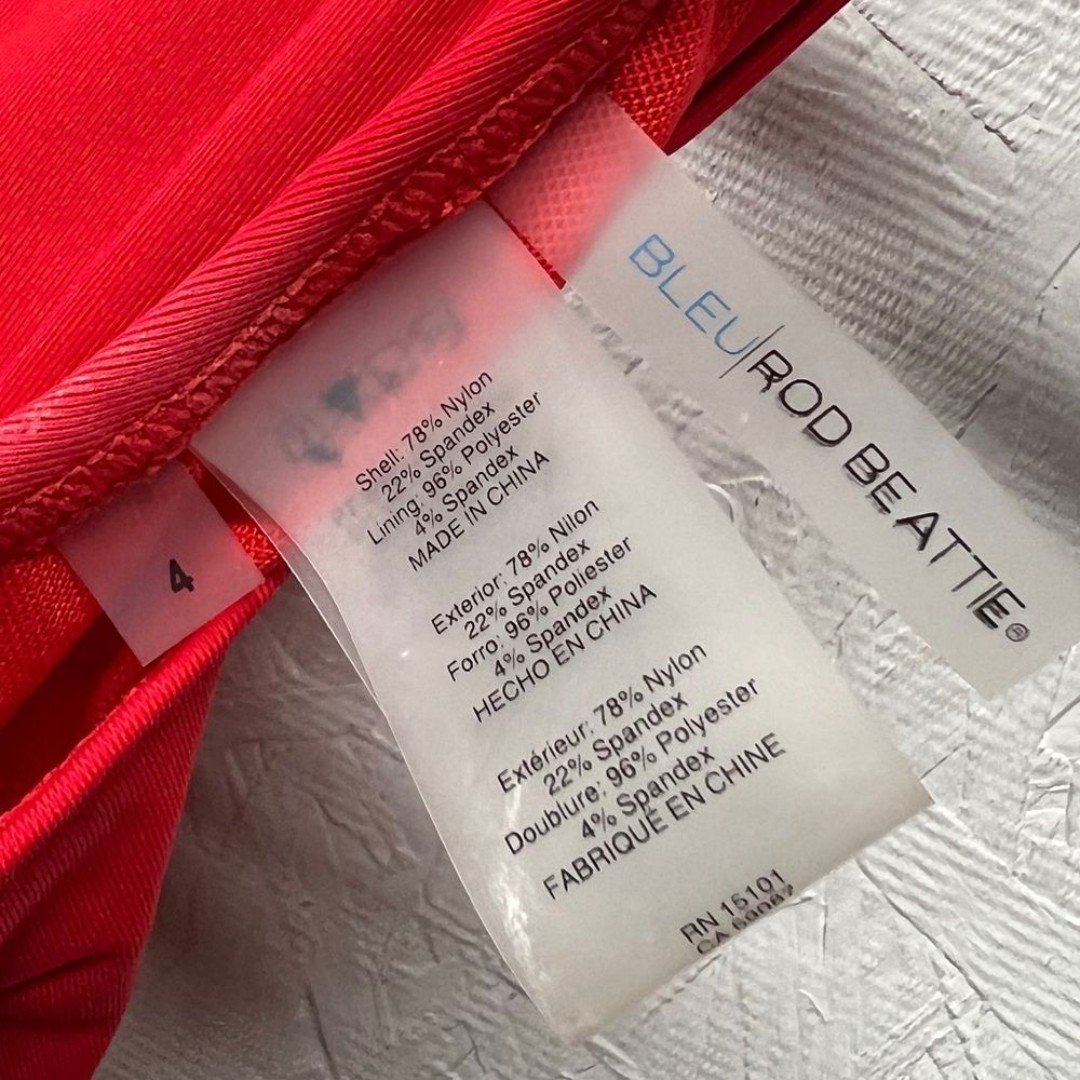 BLEU|ROD BEATTIE®
Shell: 78% Nylon
22% Spandex
Lining: 96% Polyester
4% Spandex
MADE IN CHINA
Exterior: 78% Nilon
22% Spandex
Forro: 96% Poliester
4% Spandex
HECHO EN CHINA
Extérieur: 78% Nylon
22% Spandex
Doublure: 96% Polyester
4% Spandex
FABRIQUÉ EN CHINE
RN 15101
CA
4